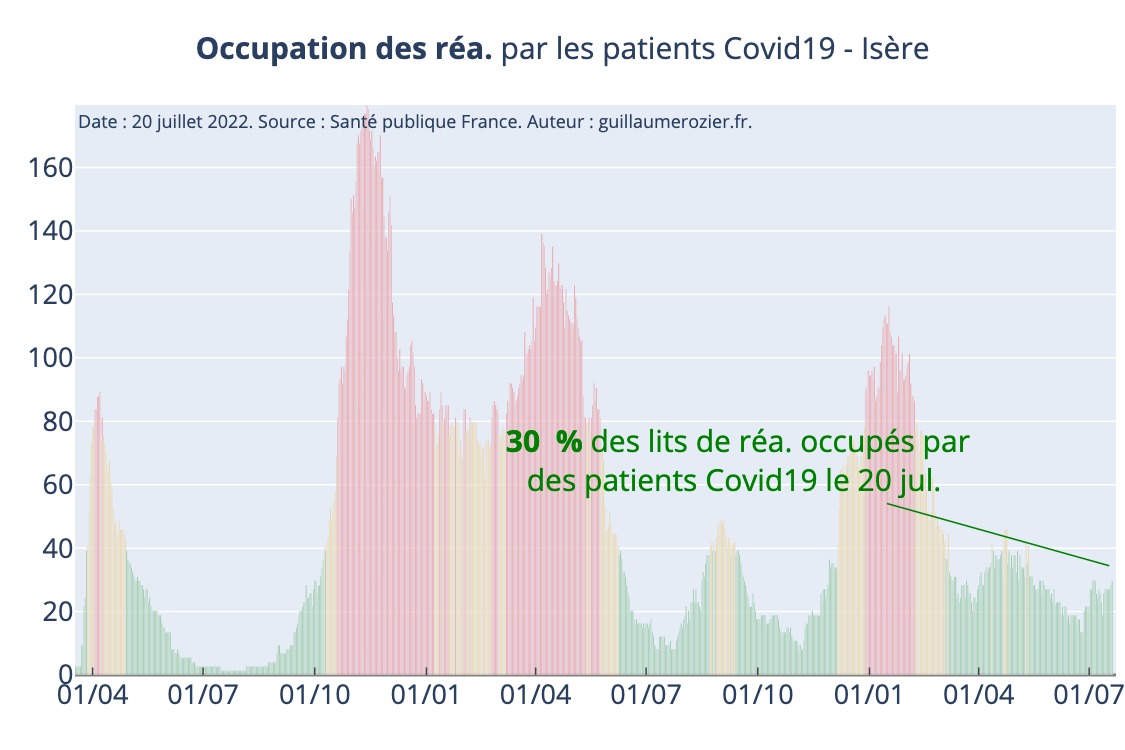 Occupation des réa. par les patients Covid19 - Isère
Date : 20 juillet 2022. Source : Santé publique France. Auteur : guillaumerozier.fr.
160
140
120
100
80
30 % des lits de réa. occupés par
des patients Covid19 le 20 jul.
60
40
20
0
01/04 01/07 01/10 01/01 01/04 01/07 01/10 01/01 01/04 01/07